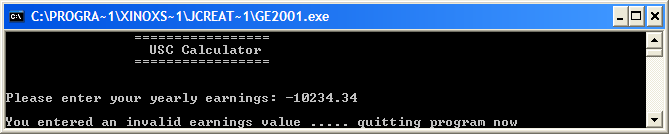 C:\PROGRA~1\XINOXS~1\JCREAT~1\GE2001.exe
=================
USC Calculator
=================
Please enter your yearly earnings: -10234.34
You entered an invalid earnings value ..... quitting program now